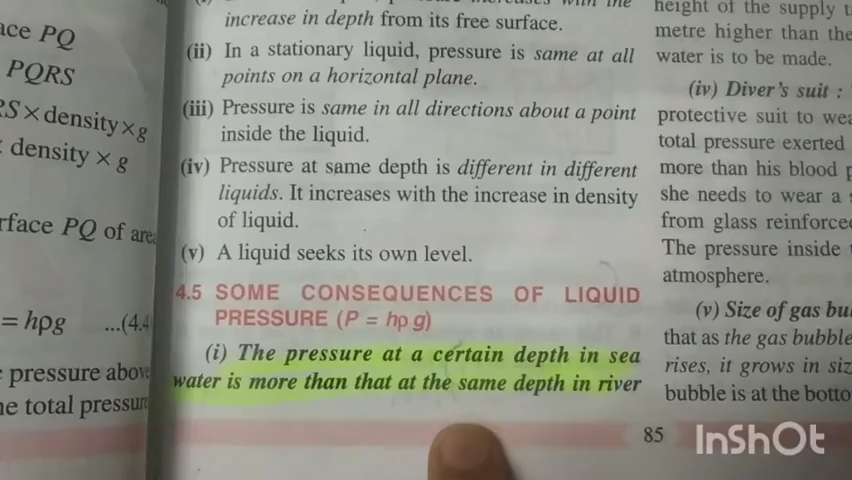 ace PQ
PQRS
RS × density × g
density × g
rface PQ of area
= hρg ...(4.4
pressure above
he total pressure
increases with the
increase in depth from its free surface.
(ii) In a stationary liquid, pressure is same at all
points on a horizontal plane.
(iii) Pressure is same in all directions about a point
inside the liquid.
(iv) Pressure at same depth is different in different
liquids. It increases with the increase in density
of liquid.
(v) A liquid seeks its own level.
4.5 SOME CONSEQUENCES OF LIQUID
PRESSURE (P = hρ g)
(i) The pressure at a certain depth in sea
water is more than that at the same depth in river
height of the supply
metre higher than the
water is to be made.
(iv) Diver's suit :
protective suit to wea
total pressure exerted
more than his blood p
she needs to wear a s
from glass reinforce
The pressure inside
atmosphere.
(v) Size of gas bu
that as the gas bubble
rises, it grows in siz
bubble is at the botto
85
InShOt